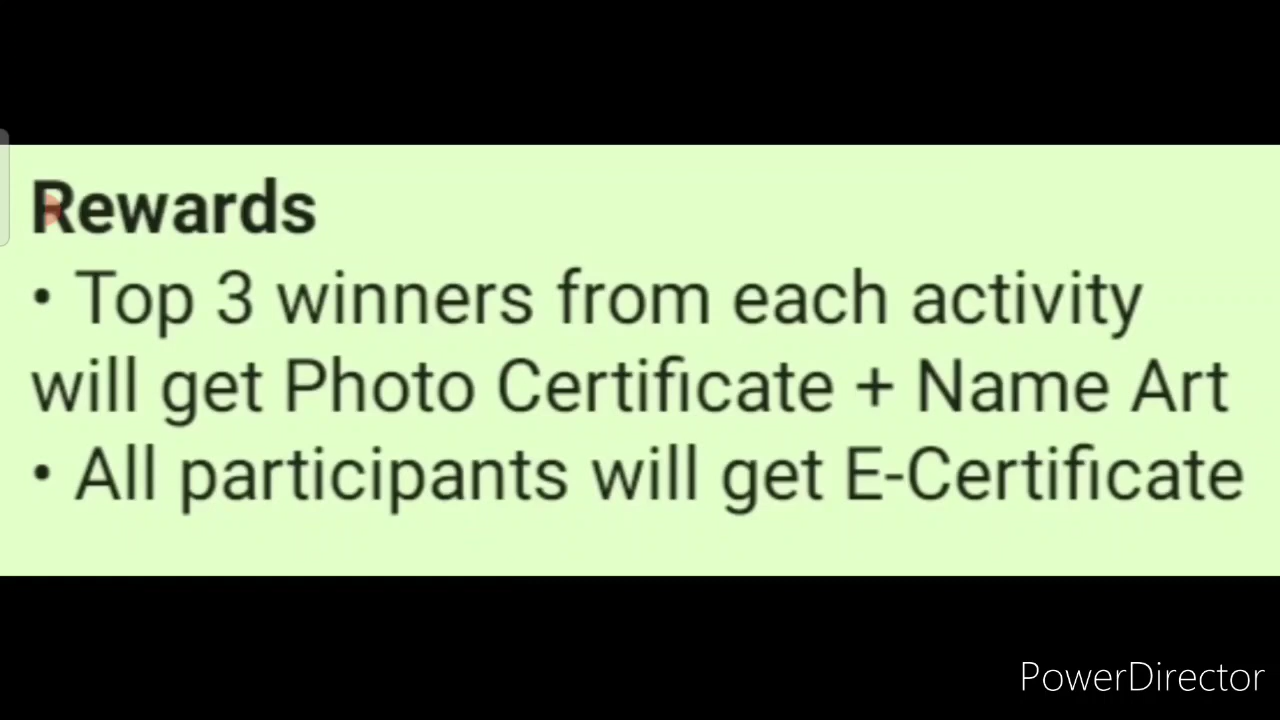 Rewards
• Top 3 winners from each activity
will get Photo Certificate + Name Art
• All participants will get E-Certificate
PowerDirector